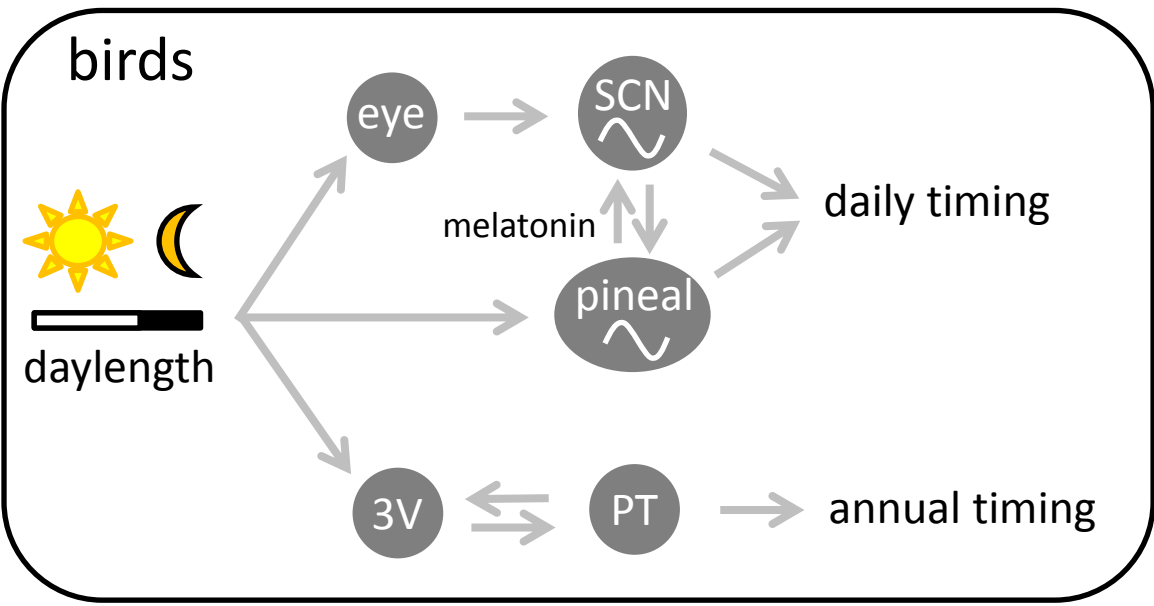 birds
eye
SCN
melatonin
daily timing
pineal
daylength
3V
PT
annual timing